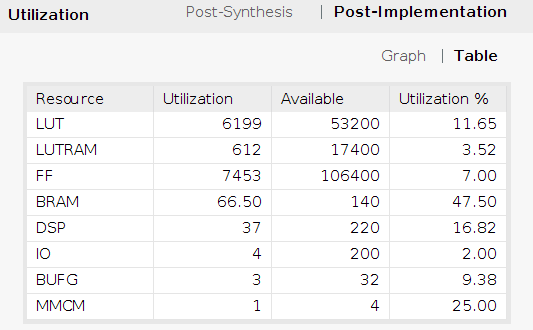 Utilization Post-Synthesis | Post-Implementation
Graph | Table
Resource Utilization Available Utilization %
LUT 6199 53200 11.65
LUTRAM 612 17400 3.52
FF 7453 106400 7.00
BRAM 66.50 140 47.50
DSP 37 220 16.82
IO 4 200 2.00
BUFG 3 32 9.38
MMCM 1 4 25.00